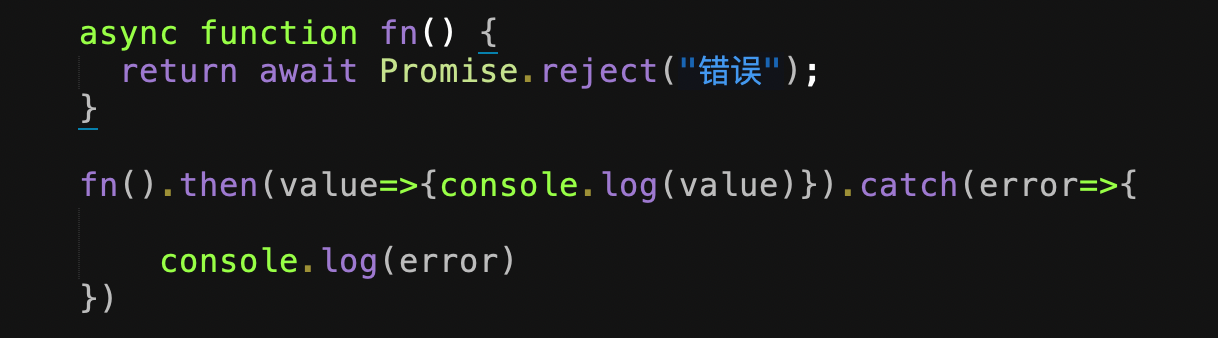 async function fn() {
  return await Promise.reject("错误");
}
fn().then(value=>{console.log(value)}).catch(error=>{
    console.log(error)
})